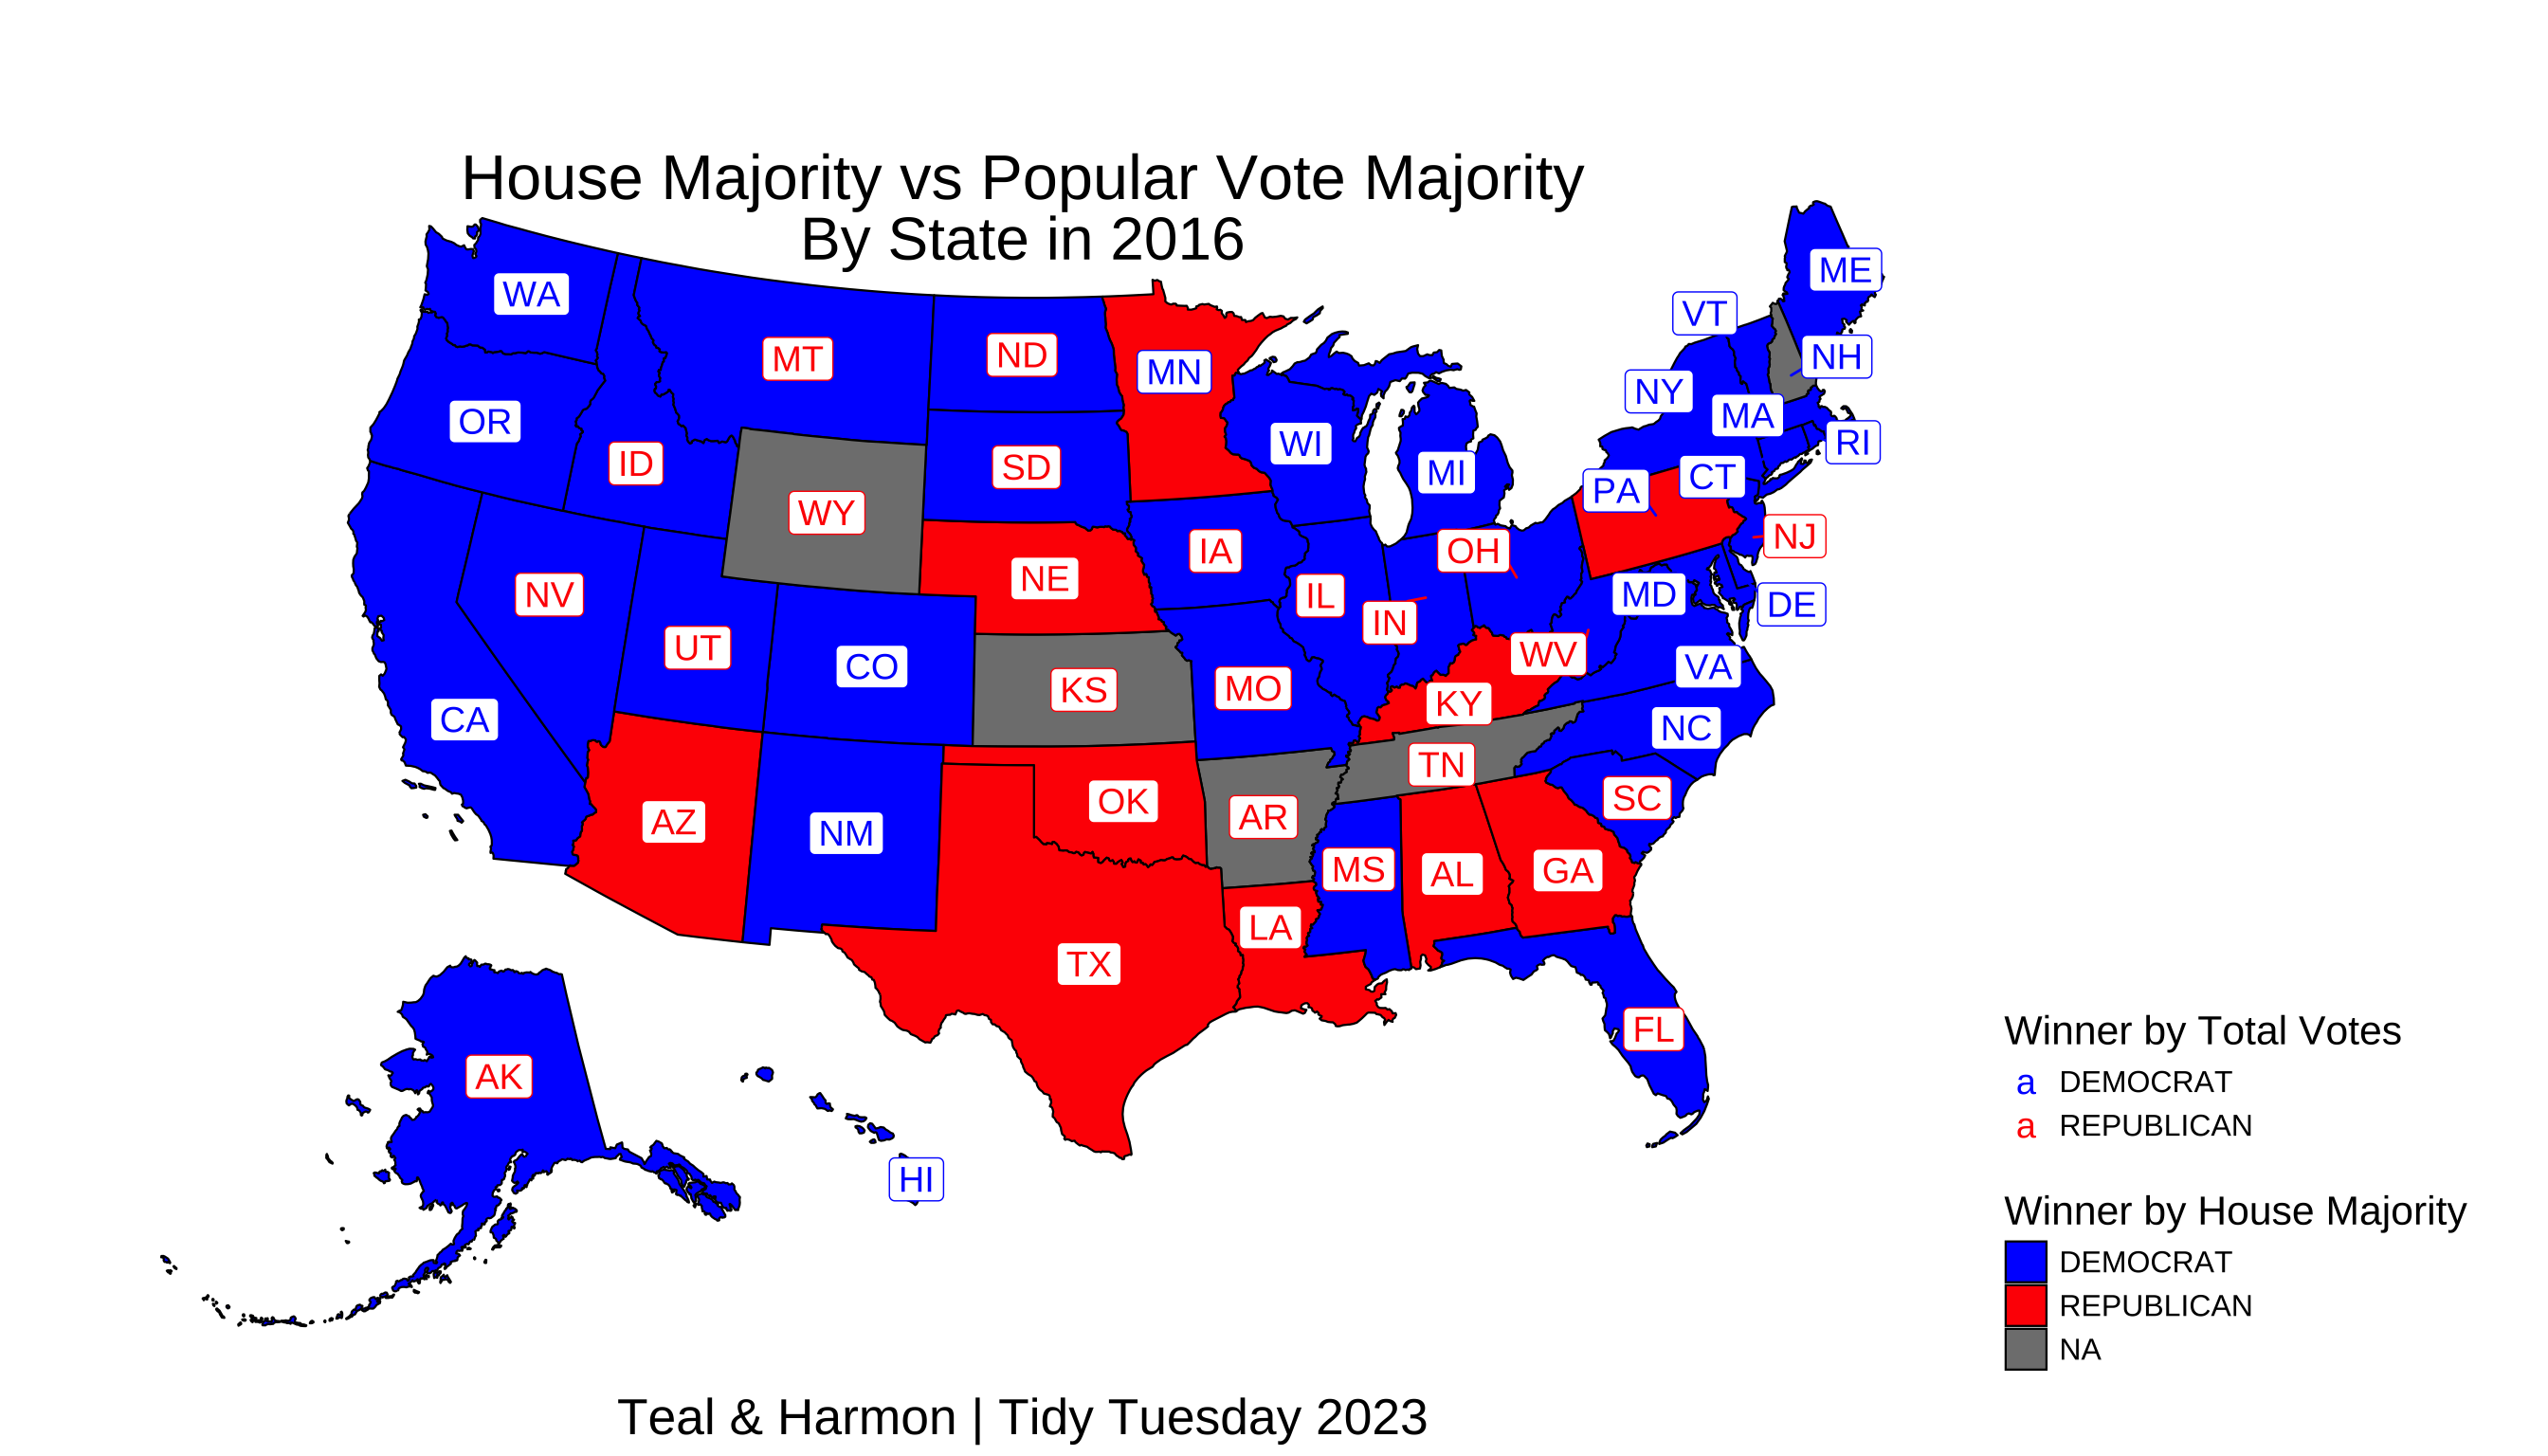 House Majority vs Popular Vote Majority
By State in 2016
WA
ME
VT
MT
ND
MN
NH
NY
OR
MA
WI
RI
ID
SD
MI
CT
PA
WY
NJ
IA
OH
NE
NV
IL
MD
DE
IN
UT
WV
CO
VA
KS
MO
KY
CA
NC
TN
SC
OK
AZ
AR
NM
MS
AL
GA
LA
TX
FL
AK
HI
Winner by Total Votes
a DEMOCRAT
a REPUBLICAN
Winner by House Majority
DEMOCRAT
REPUBLICAN
NA
Teal & Harmon | Tidy Tuesday 2023